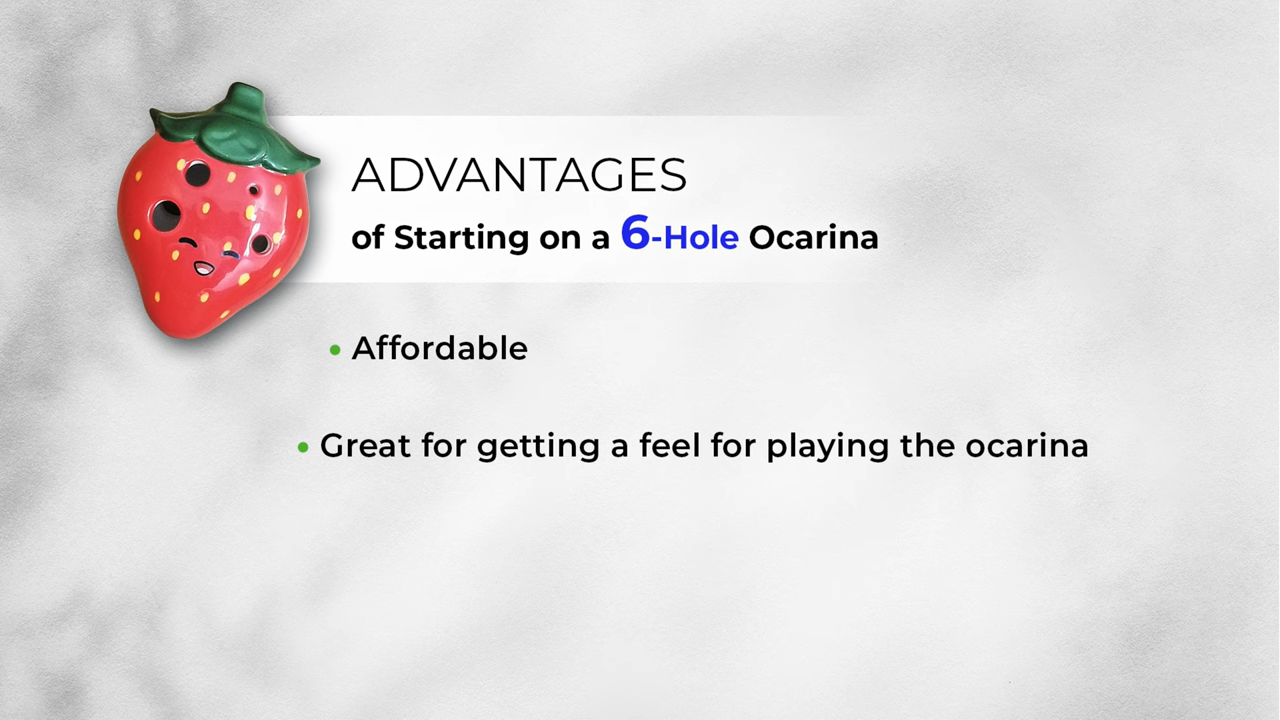 ADVANTAGES
of Starting on a 6-Hole Ocarina
• Affordable
• Great for getting a feel for playing the ocarina